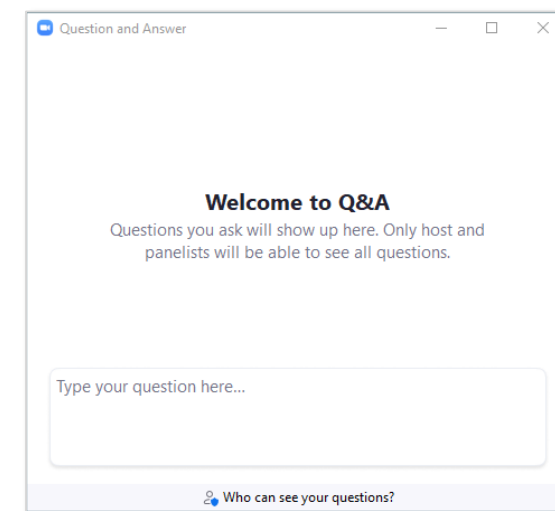 Question and Answer
Welcome to Q&A
Questions you ask will show up here. Only host and
panelists will be able to see all questions.
Type your question here...
Who can see your questions?